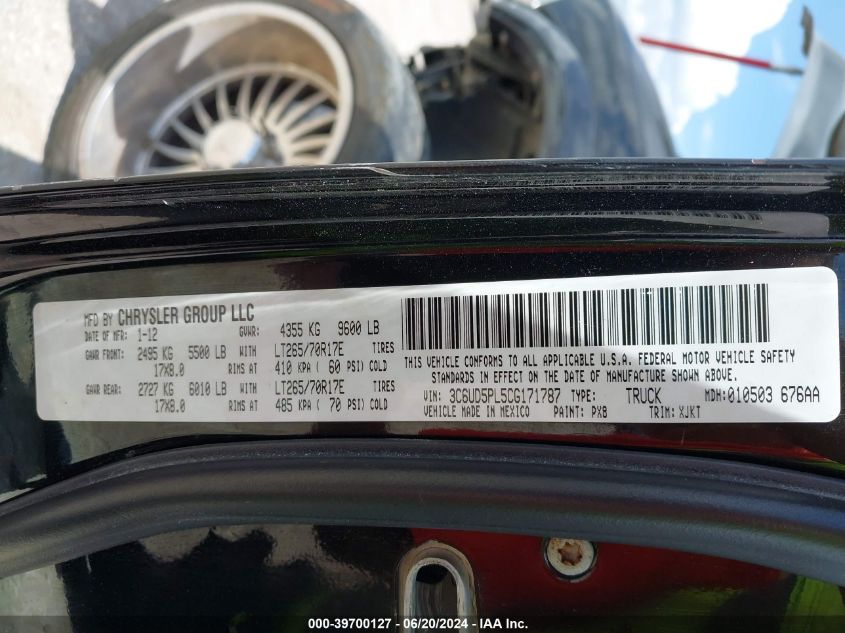 MFD BY CHRYSLER GROUP LLC
DATE OF MFR: 1-12 GVWR: 4355 KG 9600 LB
GAWR FRONT: 2495 KG 5500 LB WITH LT265/70R17E TIRES
17X8.0 RIMS AT 410 KPA ( 60 PSI) COLD
GAWR REAR: 2727 KG 6010 LB WITH LT265/70R17E TIRES
17X8.0 RIMS AT 485 KPA ( 70 PSI) COLD
THIS VEHICLE CONFORMS TO ALL APPLICABLE U.S.A. FEDERAL MOTOR VEHICLE SAFETY
STANDARDS IN EFFECT ON THE DATE OF MANUFACTURE SHOWN ABOVE.
VIN: 3C6UD5PL5CG171787 TYPE: TRUCK MDH: 010503 676AA
VEHICLE MADE IN MEXICO PAINT: PXB TRIM: XJKT
000-39700127 - 06/20/2024 - IAA Inc.